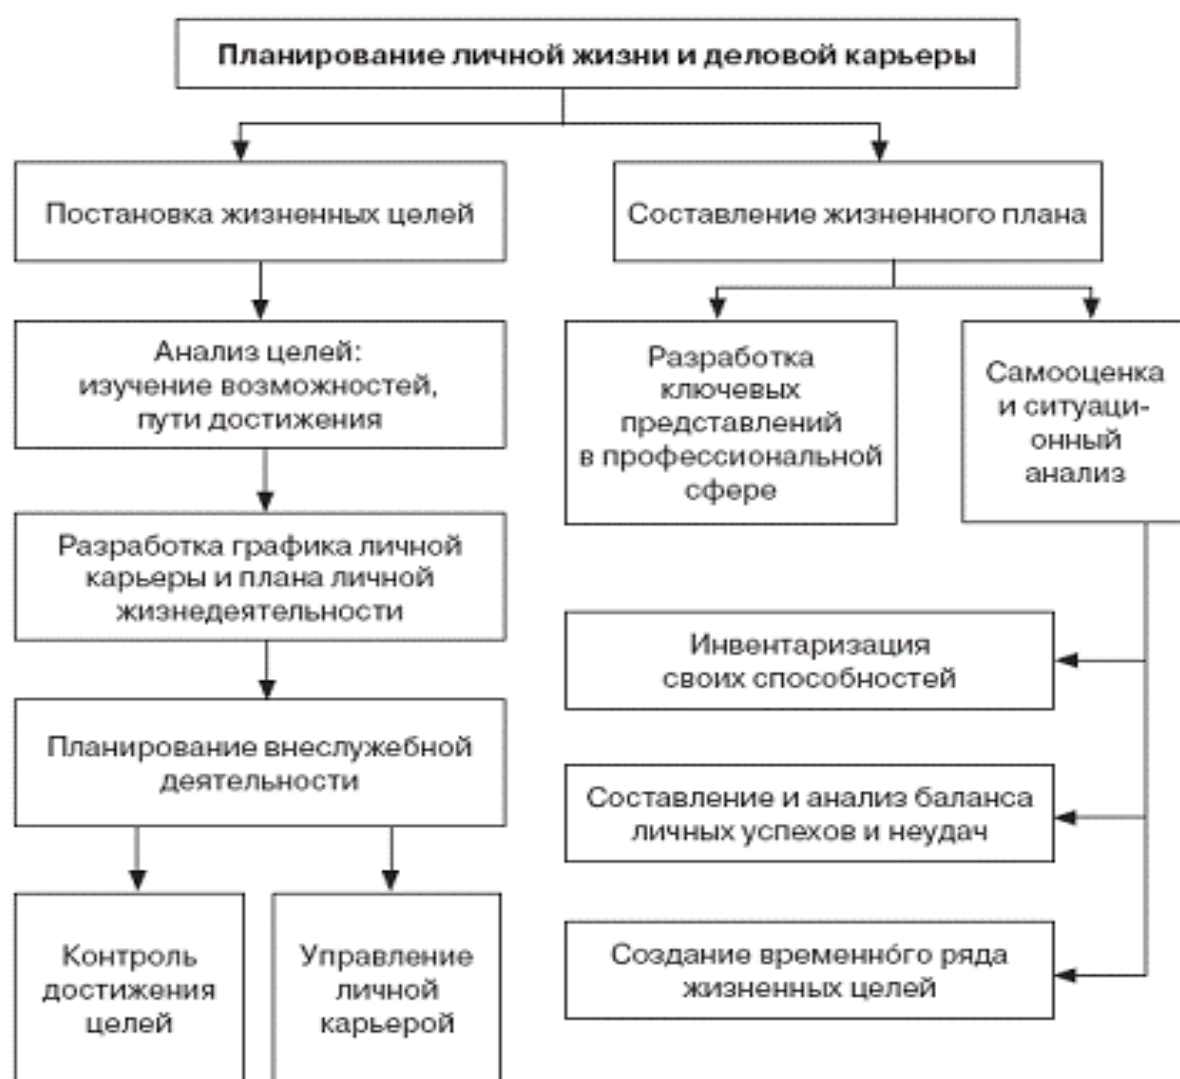 Планирование личной жизни и деловой карьеры
Постановка жизненных целей
Составление жизненного плана
Анализ целей:
изучение возможностей,
пути достижения
Разработка
ключевых
представлений
в профессиональной
сфере
Самооценка
и ситуаци-
онный
анализ
Разработка графика личной
карьеры и плана личной
жизнедеятельности
Инвентаризация
своих способностей
Планирование внеслужебной
деятельности
Составление и анализ баланса
личных успехов и неудач
Контроль
достижения
целей
Управление
личной
карьерой
Создание временно́го ряда
жизненных целей